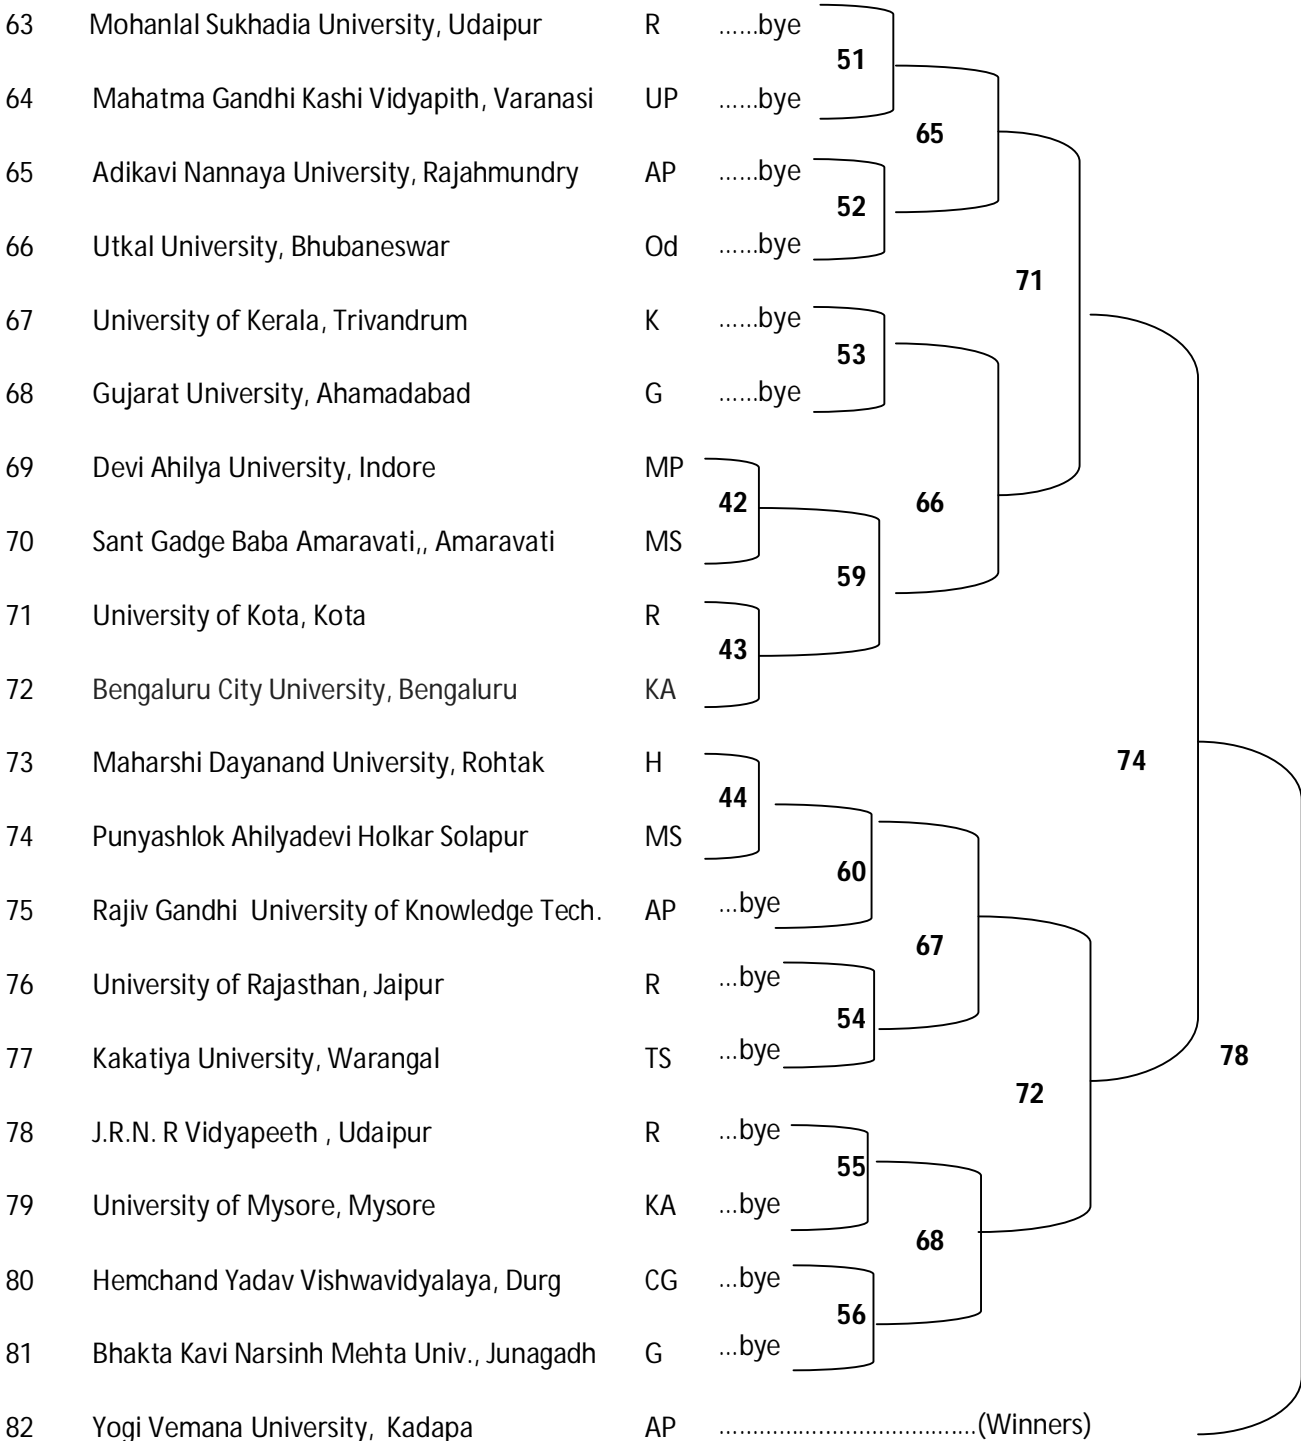 63 Mohanlal Sukhadia University, Udaipur R ......bye
51
64 Mahatma Gandhi Kashi Vidyapith, Varanasi UP ......bye
65
65 Adikavi Nannaya University, Rajahmundry AP ......bye
52
66 Utkal University, Bhubaneswar Od ......bye
71
67 University of Kerala, Trivandrum K ......bye
53
68 Gujarat University, Ahamadabad G ......bye
69 Devi Ahilya University, Indore MP
42 66
70 Sant Gadge Baba Amaravati,, Amaravati MS
59
71 University of Kota, Kota R
43
72 Bengaluru City University, Bengaluru KA
73 Maharshi Dayanand University, Rohtak H 74
44
74 Punyashlok Ahilyadevi Holkar Solapur MS
60
75 Rajiv Gandhi University of Knowledge Tech. AP ...bye
67
76 University of Rajasthan, Jaipur R ...bye
54
77 Kakatiya University, Warangal TS ...bye 78
72
78 J.R.N. R Vidyapeeth , Udaipur R ...bye
55
79 University of Mysore, Mysore KA ...bye
68
80 Hemchand Yadav Vishwavidyalaya, Durg CG ...bye
56
81 Bhakta Kavi Narsinh Mehta Univ., Junagadh G ...bye
82 Yogi Vemana University, Kadapa AP ......................................(Winners)